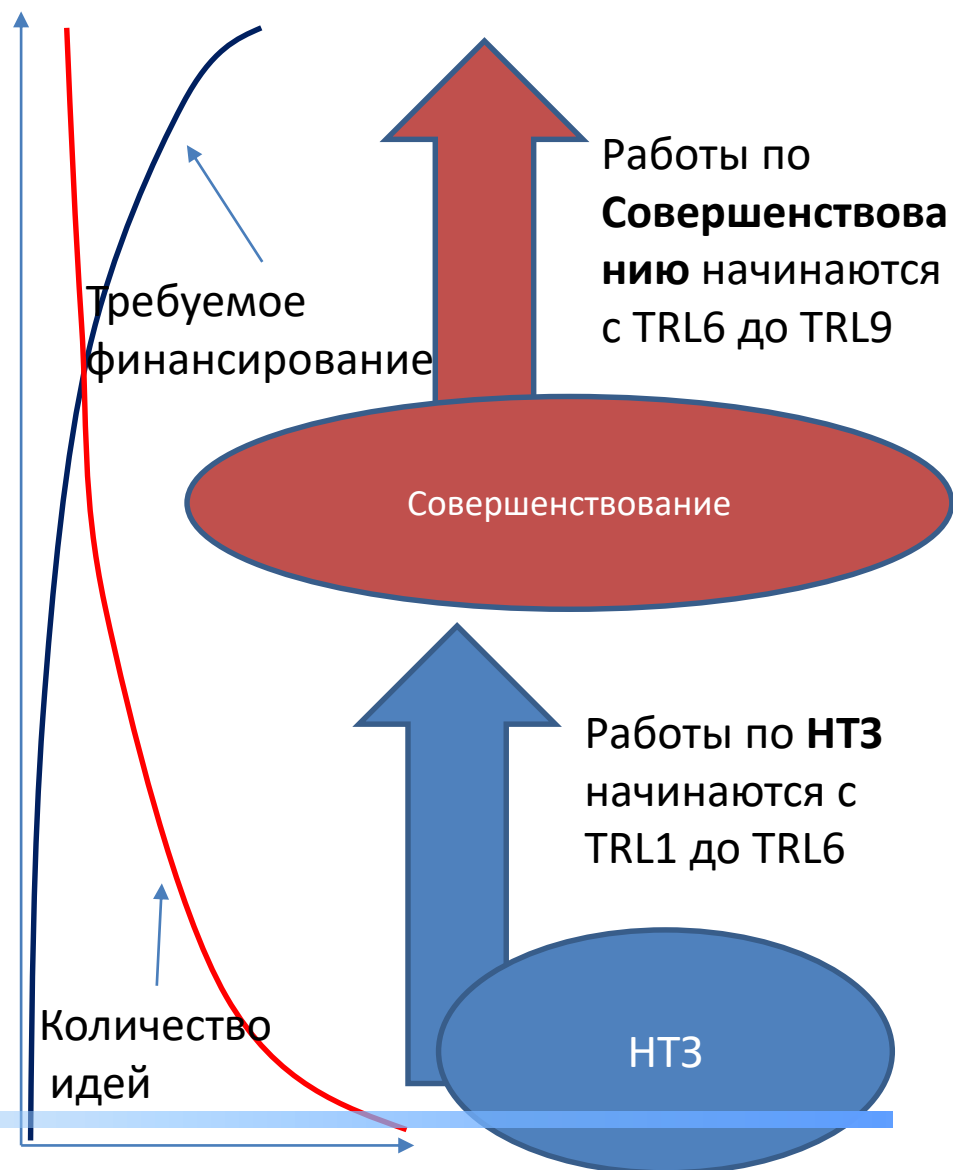 Работы по
Совершенствова
нию начинаются
с TRL6 до TRL9
Требуемое
финансирование
Совершенствование
Работы по НТЗ
начинаются с
TRL1 до TRL6
Количество
идей
НТЗ